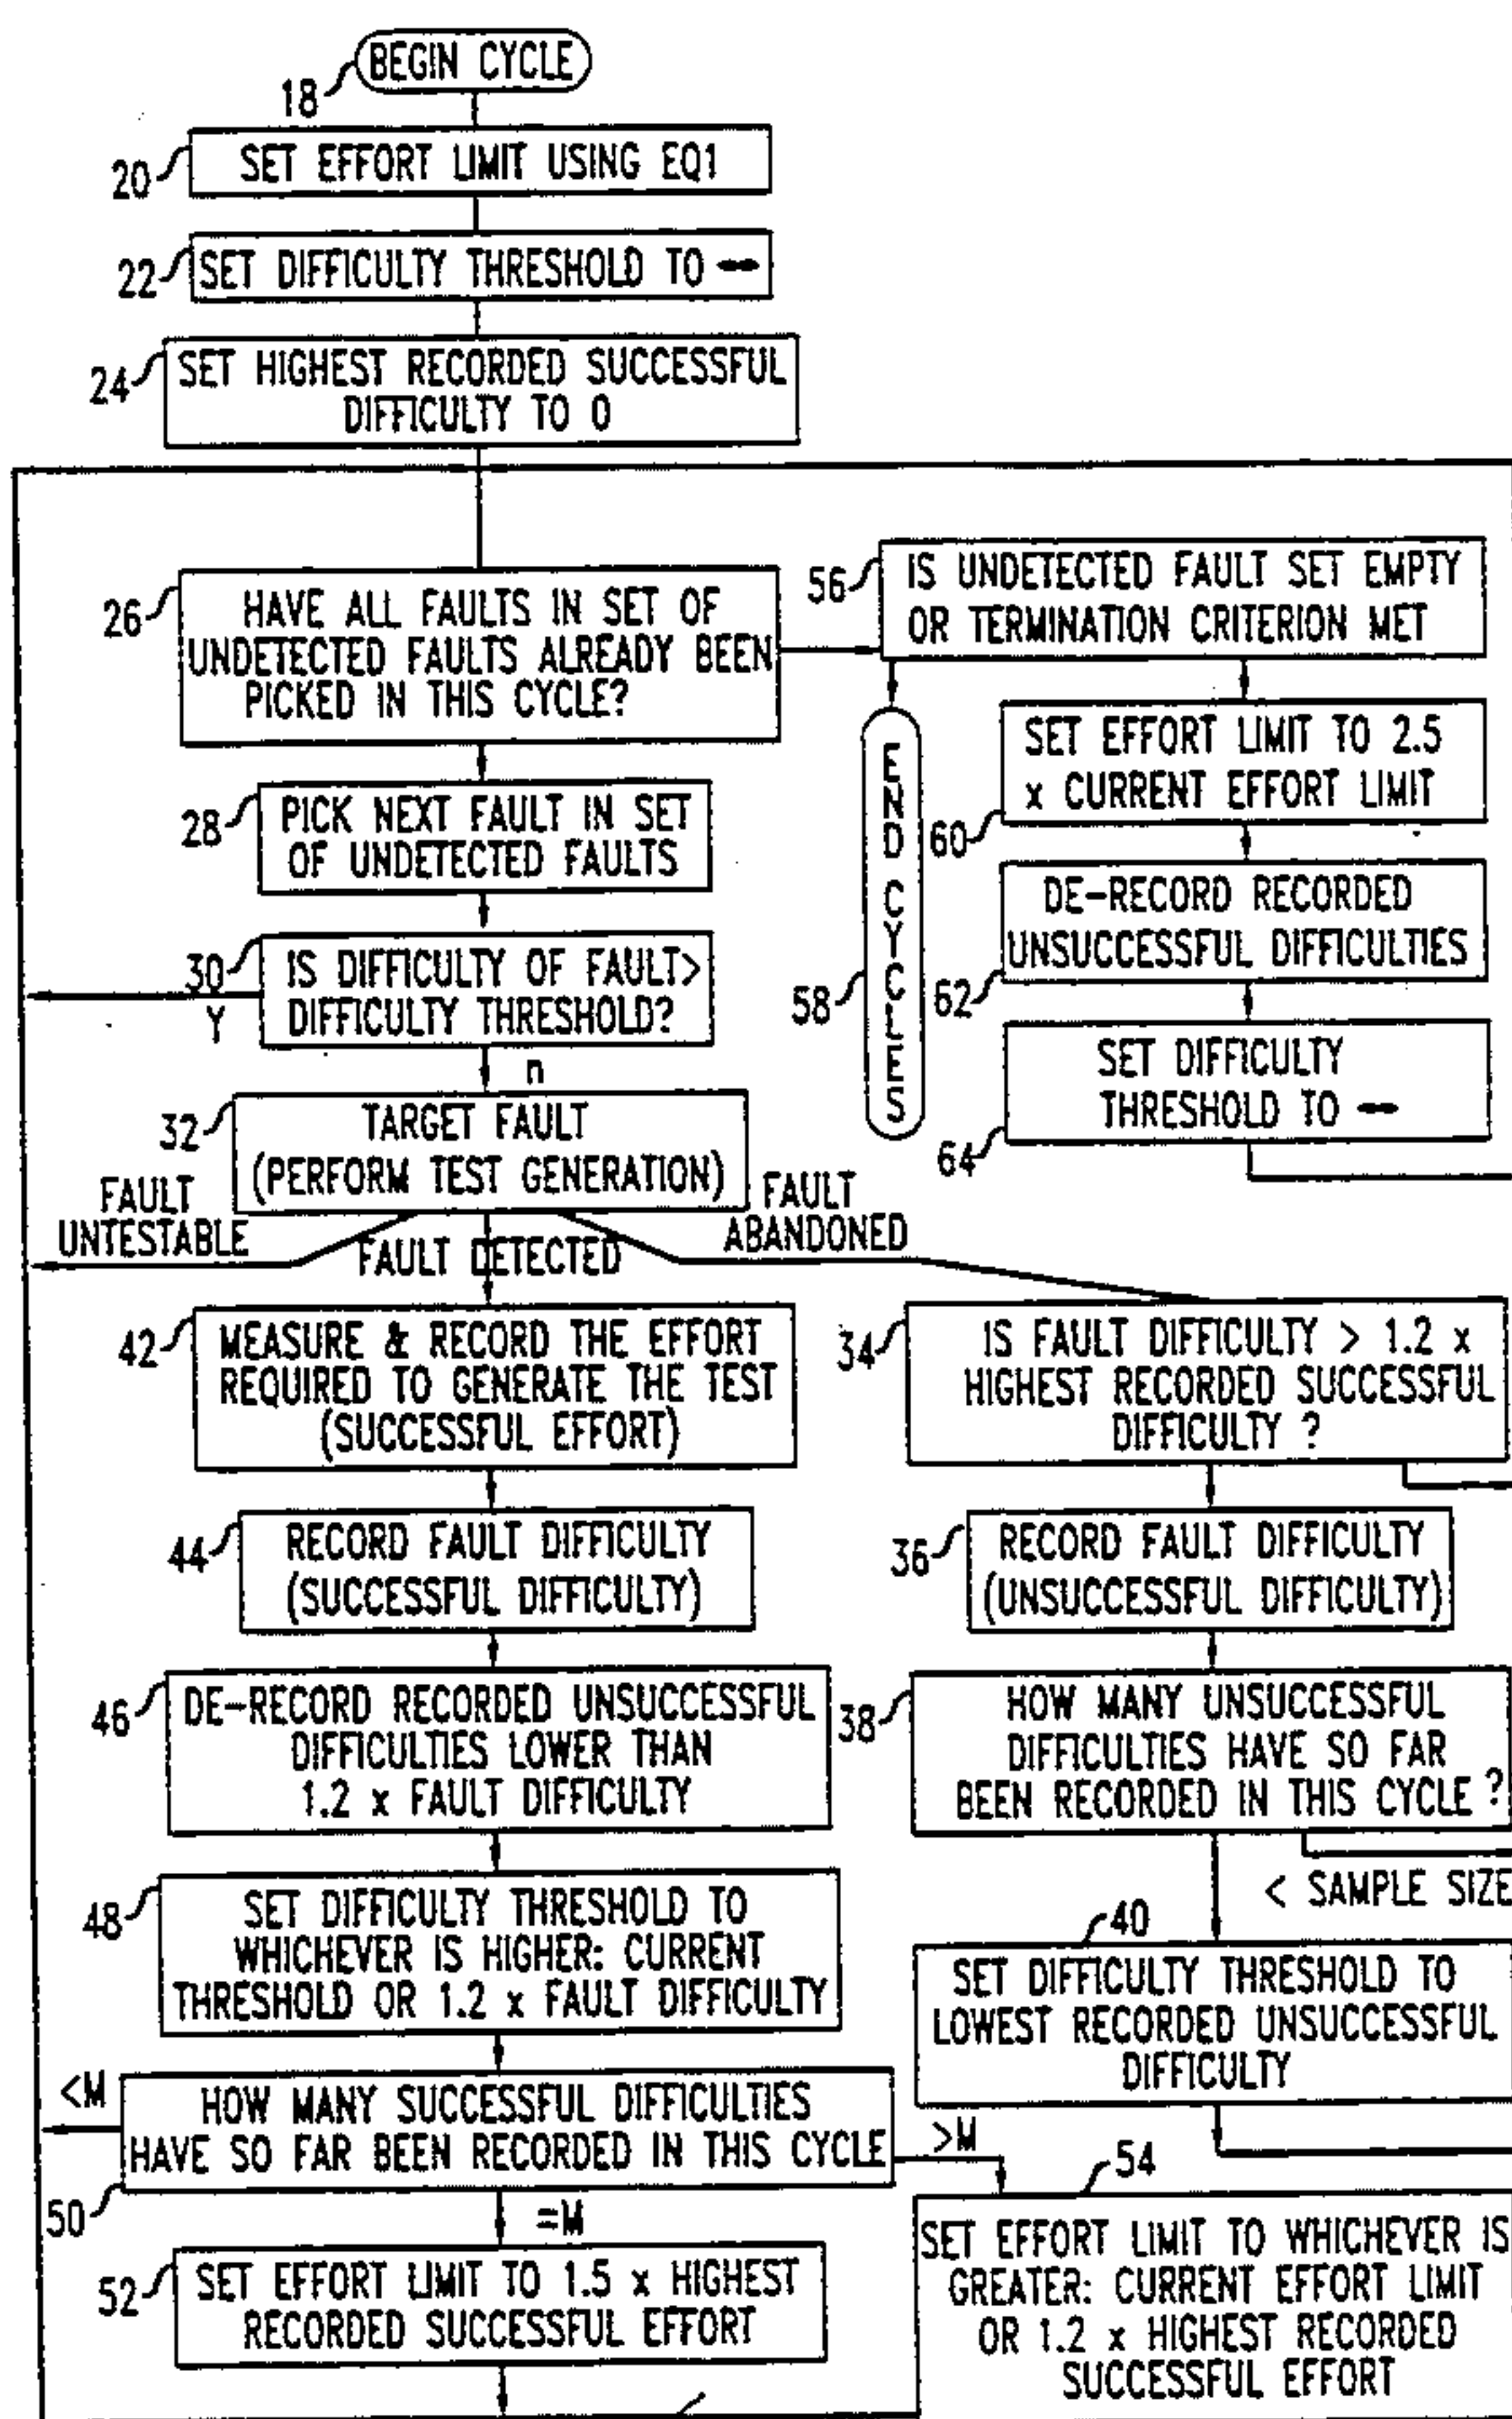 BEGIN CYCLE
18
20
SET EFFORT LIMIT USING EQ1
22
SET DIFFICULTY THRESHOLD TO ∞
24
SET HIGHEST RECORDED SUCCESSFUL
DIFFICULTY TO 0
26
HAVE ALL FAULTS IN SET OF
UNDETECTED FAULTS ALREADY BEEN
PICKED IN THIS CYCLE?
56
IS UNDETECTED FAULT SET EMPTY
OR TERMINATION CRITERION MET
58
END CYCLES
60
SET EFFORT LIMIT TO 2.5
x CURRENT EFFORT LIMIT
62
DE-RECORD RECORDED
UNSUCCESSFUL DIFFICULTIES
64
SET DIFFICULTY
THRESHOLD TO ∞
28
PICK NEXT FAULT IN SET
OF UNDETECTED FAULTS
30
IS DIFFICULTY OF FAULT>
DIFFICULTY THRESHOLD?
Y
n
32
TARGET FAULT
(PERFORM TEST GENERATION)
FAULT
UNTESTABLE
FAULT DETECTED
FAULT
ABANDONED
42
MEASURE & RECORD THE EFFORT
REQUIRED TO GENERATE THE TEST
(SUCCESSFUL EFFORT)
34
IS FAULT DIFFICULTY > 1.2 x
HIGHEST RECORDED SUCCESSFUL
DIFFICULTY ?
44
RECORD FAULT DIFFICULTY
(SUCCESSFUL DIFFICULTY)
36
RECORD FAULT DIFFICULTY
(UNSUCCESSFUL DIFFICULTY)
46
DE-RECORD RECORDED UNSUCCESSFUL
DIFFICULTIES LOWER THAN
1.2 x FAULT DIFFICULTY
38
HOW MANY UNSUCCESSFUL
DIFFICULTIES HAVE SO FAR
BEEN RECORDED IN THIS CYCLE ?
< SAMPLE SIZE
48
SET DIFFICULTY THRESHOLD TO
WHICHEVER IS HIGHER: CURRENT
THRESHOLD OR 1.2 x FAULT DIFFICULTY
40
SET DIFFICULTY THRESHOLD TO
LOWEST RECORDED UNSUCCESSFUL
DIFFICULTY
<M
HOW MANY SUCCESSFUL DIFFICULTIES
HAVE SO FAR BEEN RECORDED IN THIS CYCLE
>M
50
=M
52
SET EFFORT LIMIT TO 1.5 x HIGHEST
RECORDED SUCCESSFUL EFFORT
54
SET EFFORT LIMIT TO WHICHEVER IS
GREATER: CURRENT EFFORT LIMIT
OR 1.2 x HIGHEST RECORDED
SUCCESSFUL EFFORT